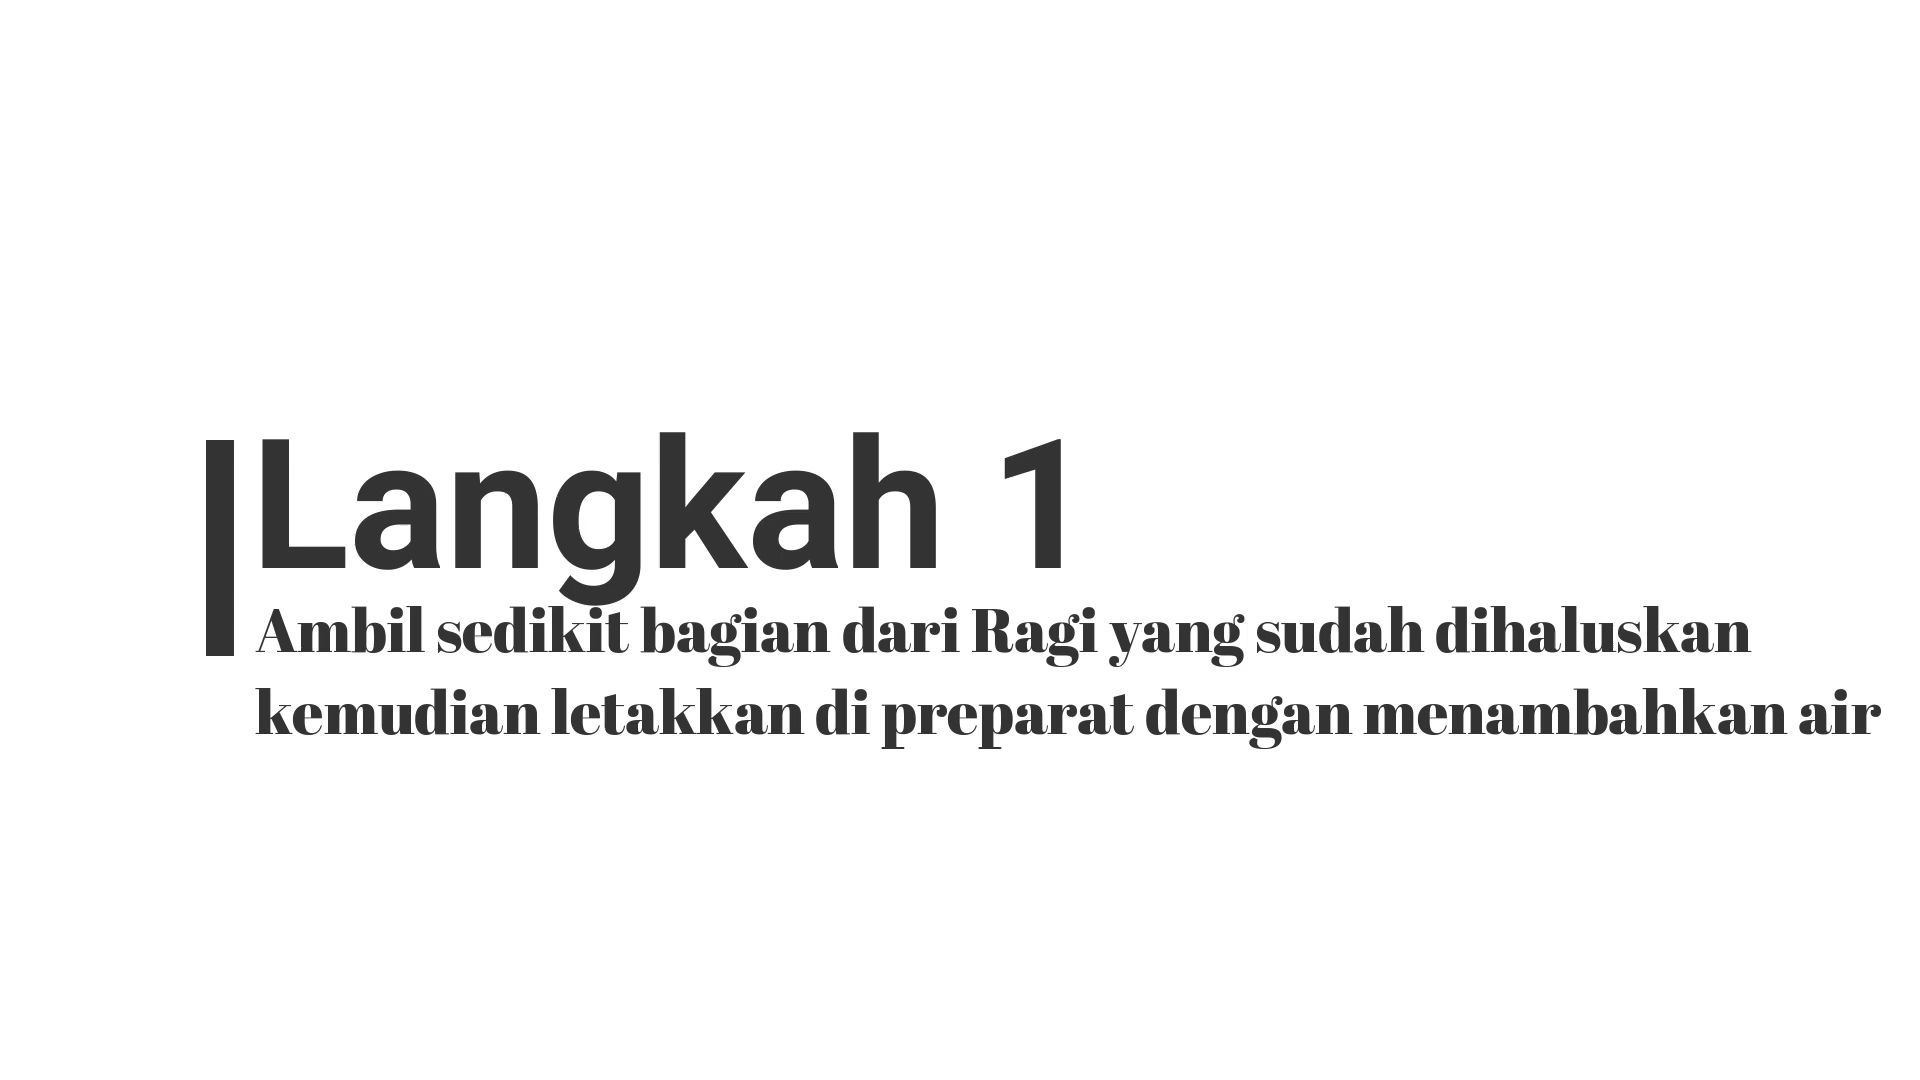 Langkah 1
Ambil sedikit bagian dari Ragi yang sudah dihaluskan
kemudian letakkan di preparat dengan menambahkan air